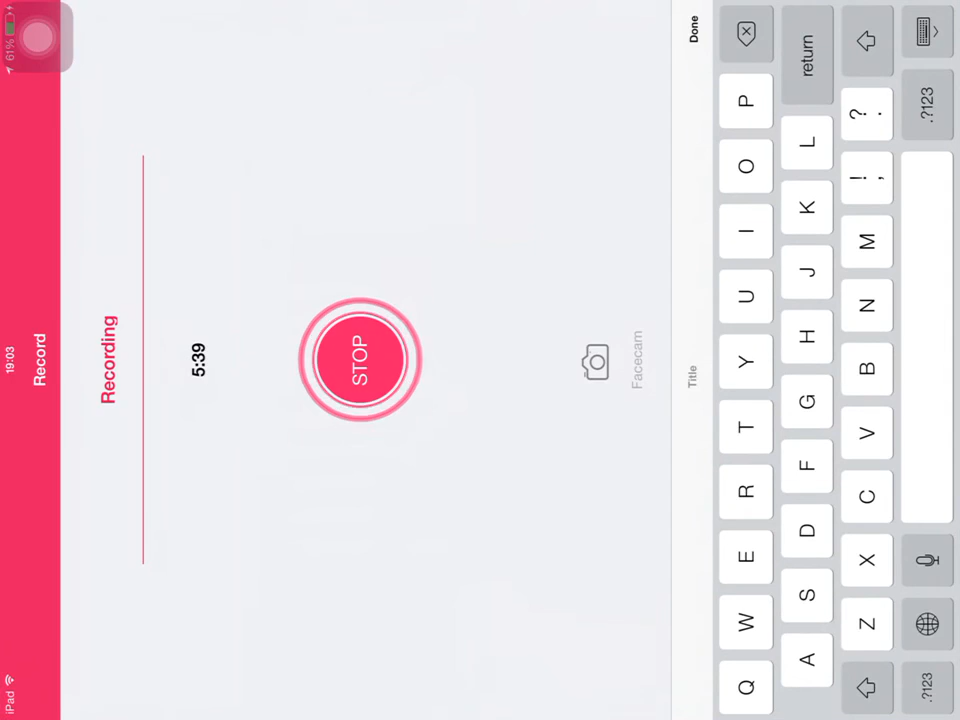 iPad 19:03 61%
Record
Recording
5:39
STOP
Facecam
Title Done
Q W E R T Y U I O P
A S D F G H J K L return
Z X C V B N M ! , ? .
.?123 .?123